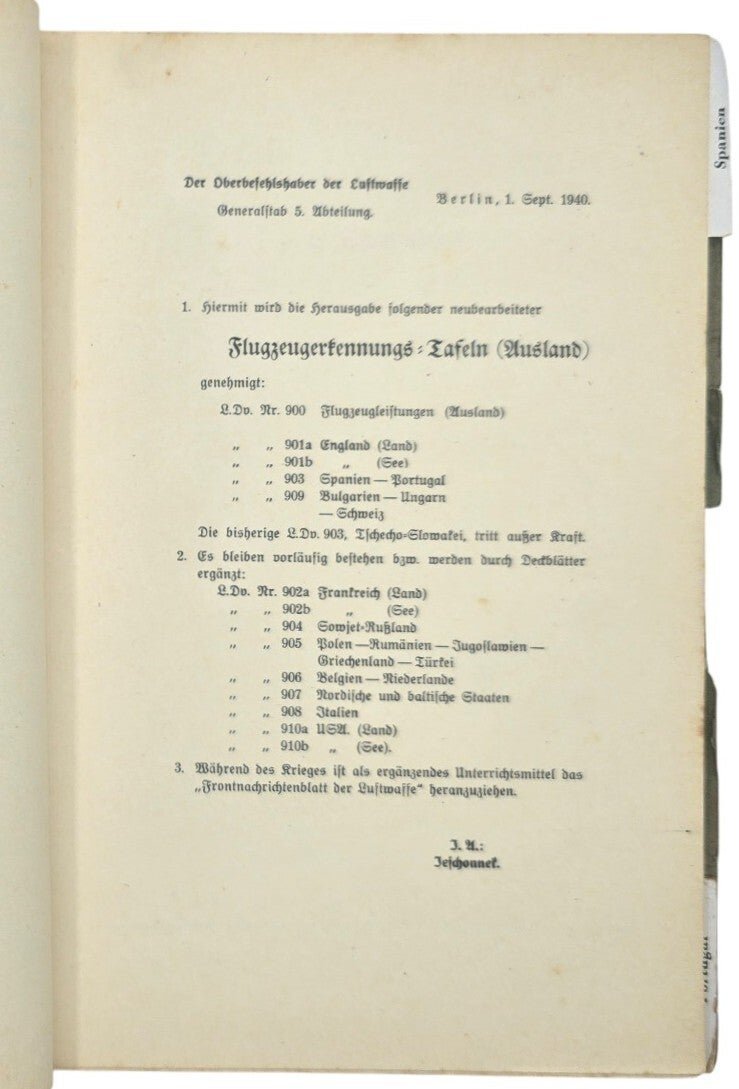 Spanien
Der Oberbefehlshaber der Luftwaffe
Generalstab 5. Abteilung.
Berlin, 1. Sept. 1940.
1. Hiermit wird die Herausgabe folgender neubearbeiteter
Flugzeugerkennungs-Tafeln (Ausland)
genehmigt:
L.Dv. Nr. 900 Flugzeugleistungen (Ausland)
„ „ 901a England (Land)
„ „ 901b „ (See)
„ „ 903 Spanien — Portugal
„ „ 909 Bulgarien — Ungarn
— Schweiz
Die bisherige L.Dv. 903, Tschecho-Slowakei, tritt außer Kraft.
2. Es bleiben vorläufig bestehen bzw. werden durch Deckblätter
ergänzt:
L.Dv. Nr. 902a Frankreich (Land)
„ „ 902b „ (See)
„ „ 904 Sowjet-Rußland
„ „ 905 Polen — Rumänien — Jugoslawien —
Griechenland — Türkei
„ „ 906 Belgien — Niederlande
„ „ 907 Nordische und baltische Staaten
„ „ 908 Italien
„ „ 910a USA. (Land)
„ „ 910b „ (See).
3. Während des Krieges ist als ergänzendes Unterrichtsmittel das
„Frontnachrichtenblatt der Luftwaffe“ heranzuziehen.
J. A.:
Jeschonnek.
Portugal